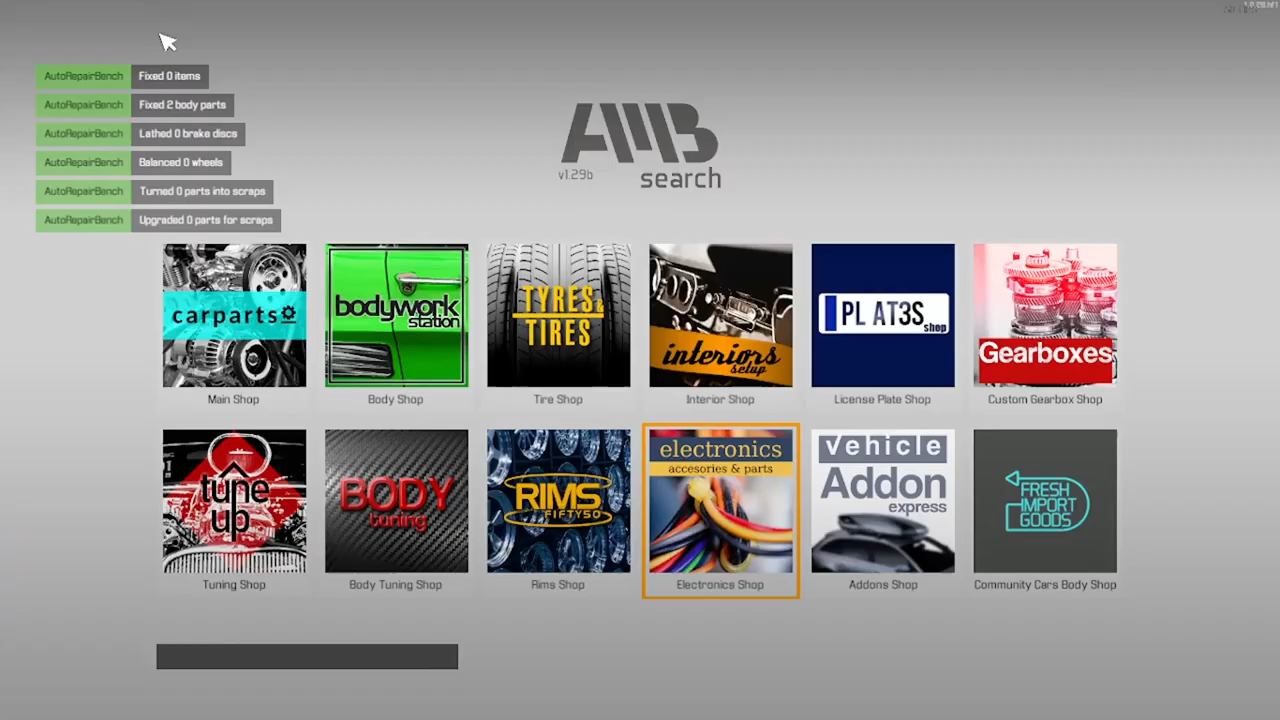 AutoRepairBench Fixed 0 items
AutoRepairBench Fixed 2 body parts
AutoRepairBench Lathed 0 brake discs
AutoRepairBench Balanced 0 wheels
AutoRepairBench Turned 0 parts into scraps
AutoRepairBench Upgraded 0 parts for scraps
AMB
v1.29b search
carparts
Main Shop
bodywork
station
Body Shop
TYRES&
TIRES
Tire Shop
interiors
setup
Interior Shop
PL AT3S
shop
License Plate Shop
Gearboxes
Custom Gearbox Shop
tune
up
Tuning Shop
BODY
tuning
Body Tuning Shop
RIMS
FIFTY50
Rims Shop
electronics
accesories & parts
Electronics Shop
vehicle
Addon
express
Addons Shop
FRESH
IMPORT
GOODS
Community Cars Body Shop